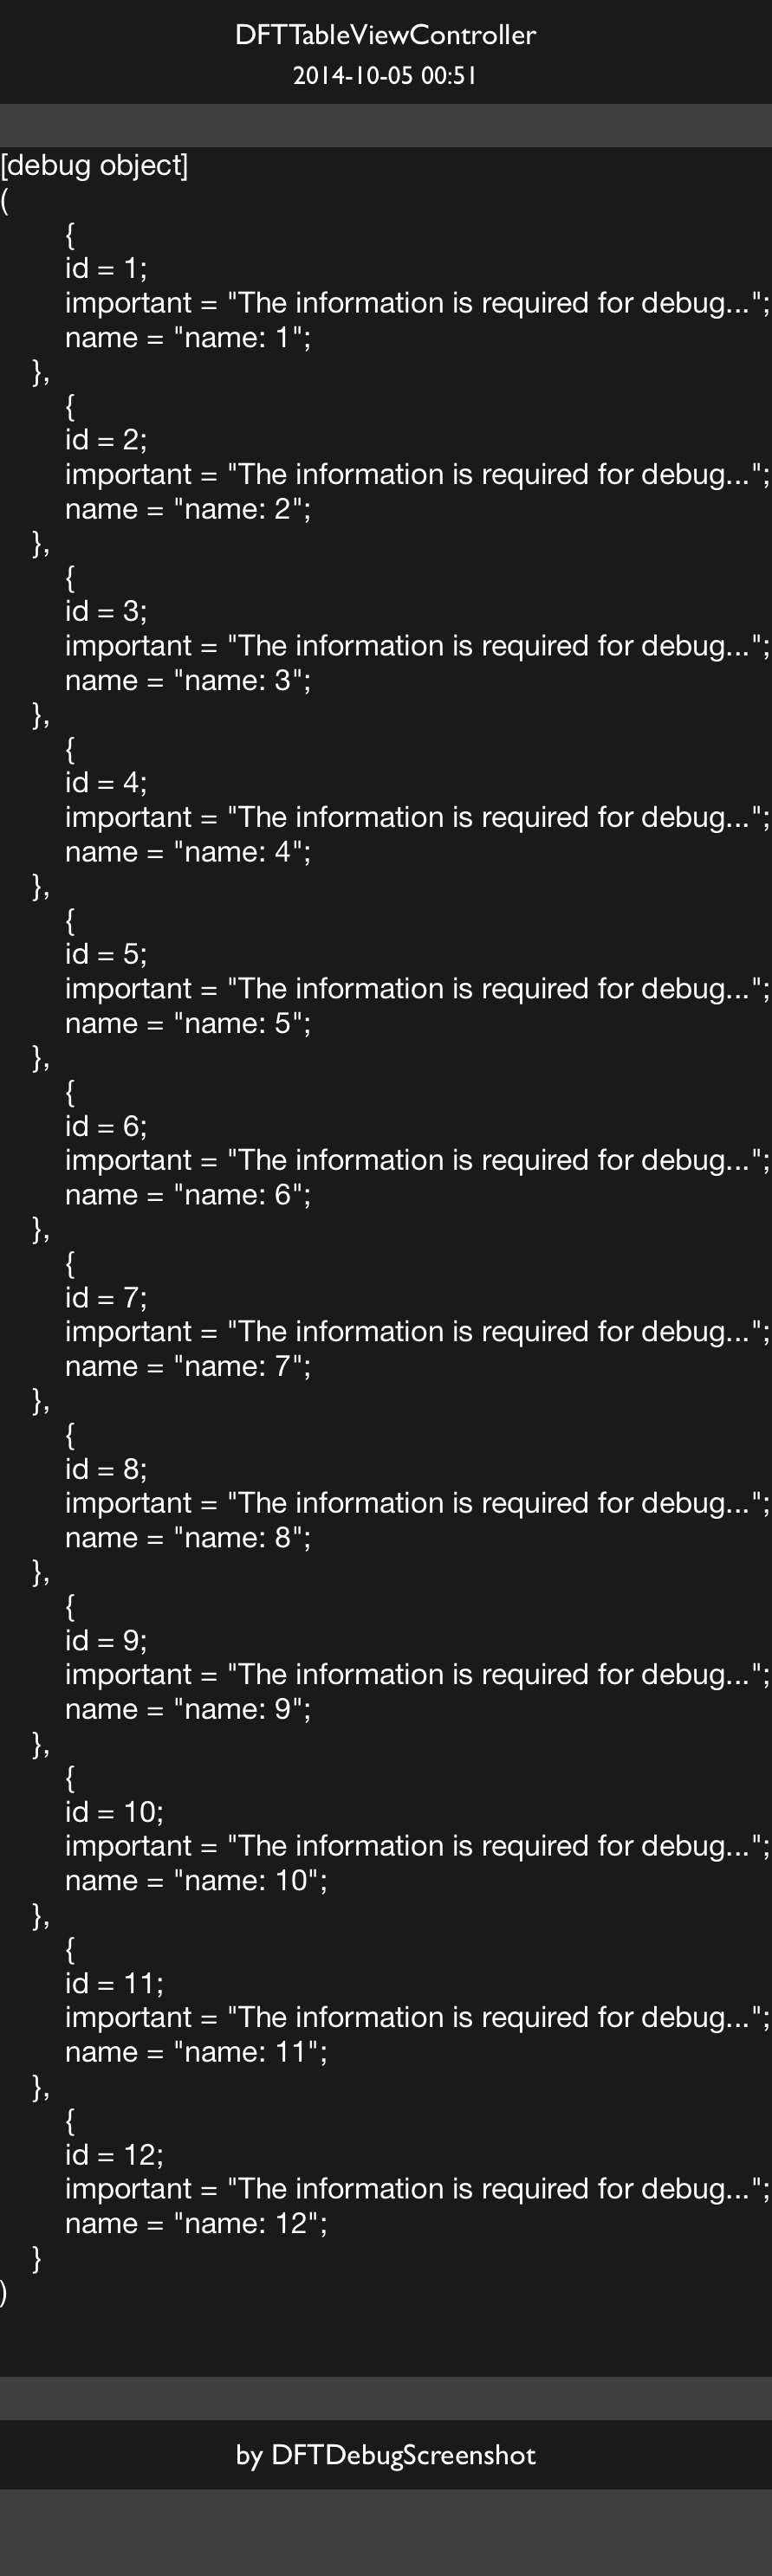 DFTTableViewController
2014-10-05 00:51
[debug object]
(
{
id = 1;
important = "The information is required for debug...";
name = "name: 1";
},
{
id = 2;
important = "The information is required for debug...";
name = "name: 2";
},
{
id = 3;
important = "The information is required for debug...";
name = "name: 3";
},
{
id = 4;
important = "The information is required for debug...";
name = "name: 4";
},
{
id = 5;
important = "The information is required for debug...";
name = "name: 5";
},
{
id = 6;
important = "The information is required for debug...";
name = "name: 6";
},
{
id = 7;
important = "The information is required for debug...";
name = "name: 7";
},
{
id = 8;
important = "The information is required for debug...";
name = "name: 8";
},
{
id = 9;
important = "The information is required for debug...";
name = "name: 9";
},
{
id = 10;
important = "The information is required for debug...";
name = "name: 10";
},
{
id = 11;
important = "The information is required for debug...";
name = "name: 11";
},
{
id = 12;
important = "The information is required for debug...";
name = "name: 12";
}
)
by DFTDebugScreenshot